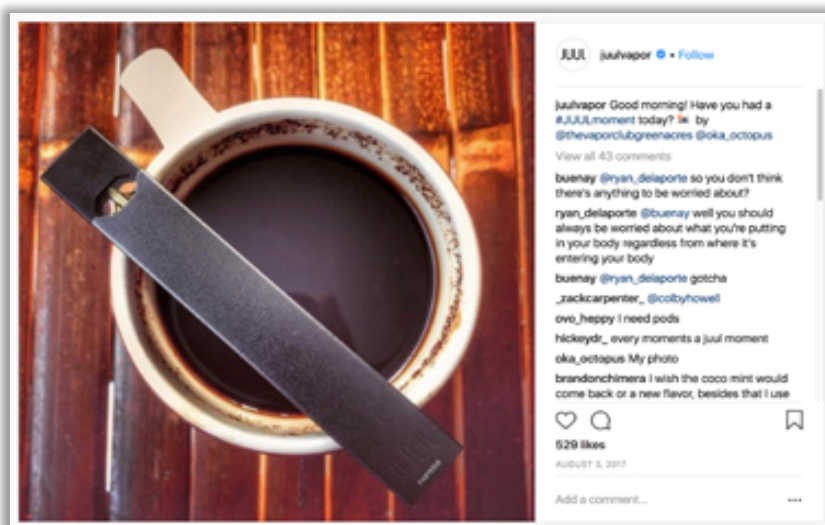 JUUL
juulvapor • Follow
juulvapor Good morning! Have you had a
#JUULmoment today? by
@thevaporclubgreenacres @oka_octopus
View all 43 comments
buenay @ryan_delaporte so you don't think
there's anything to be worried about?
ryan_delaporte @buenay well you should
always be worried about what you're putting
in your body regardless from where it's
entering your body
buenay @ryan_delaporte gotcha
_zackcarpenter_ @colbyhowell
ovo_heppy I need pods
hickeydr_ every moments a juul moment
oka_octopus My photo
brandonchimera I wish the coco mint would
come back or a new flavor, besides that I use
529 likes
AUGUST 3, 2017
Add a comment...
JUUL